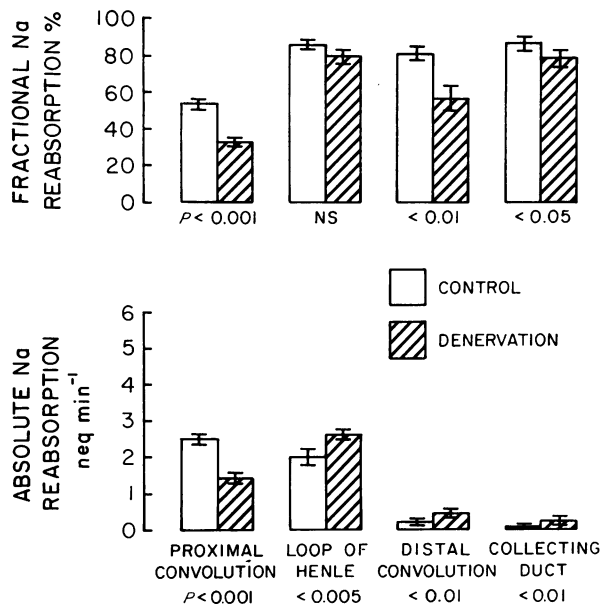 FRACTIONAL Na
REABSORPTION %
100
80
60
40
20
0
P < 0.001
NS
< 0.01
< 0.05
CONTROL
DENERVATION
ABSOLUTE Na
REABSORPTION
neq min⁻¹
6
5
4
3
2
1
0
PROXIMAL
CONVOLUTION
P<0.001
LOOP OF
HENLE
<0.005
DISTAL
CONVOLUTION
<0.01
COLLECTING
DUCT
<0.01